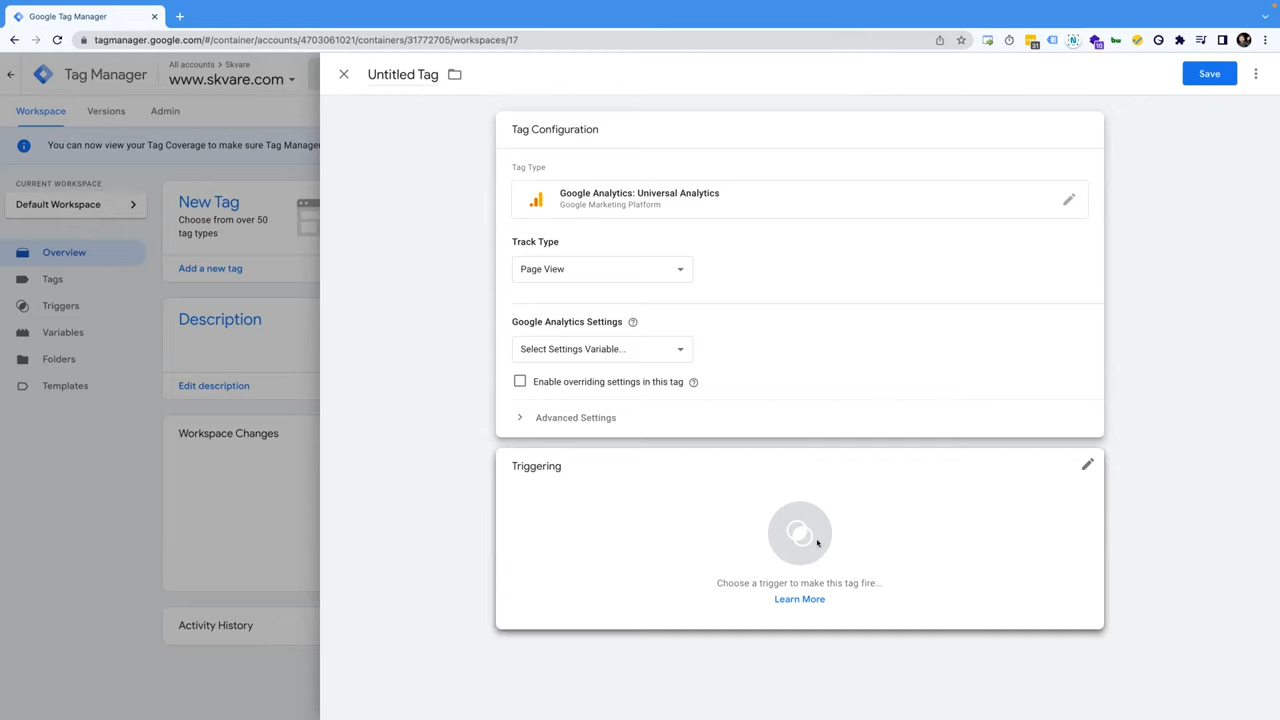 Google Tag Manager
tagmanager.google.com/#/container/accounts/4703061021/containers/31772705/workspaces/17
31
10
Tag Manager
All accounts > Skvare
www.skvare.com
Untitled Tag
Save
Workspace
Versions
Admin
You can now view your Tag Coverage to make sure Tag Manager
CURRENT WORKSPACE
Default Workspace
Overview
Tags
Triggers
Variables
Folders
Templates
New Tag
Choose from over 50
tag types
Add a new tag
Description
Edit description
Workspace Changes
Activity History
Tag Configuration
Tag Type
Google Analytics: Universal Analytics
Google Marketing Platform
Track Type
Page View
Google Analytics Settings
Select Settings Variable...
Enable overriding settings in this tag
Advanced Settings
Triggering
Choose a trigger to make this tag fire...
Learn More